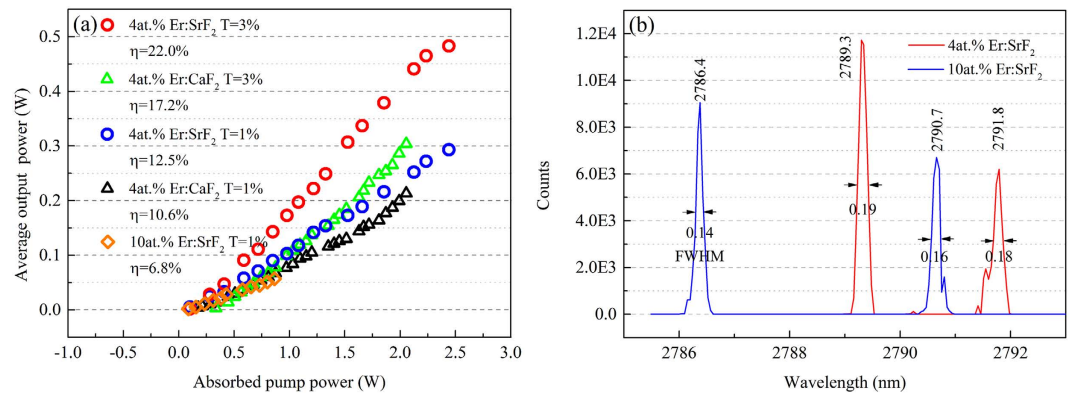 (a)
4at.% Er:SrF2 T=3%
η=22.0%
4at.% Er:CaF2 T=3%
η=17.2%
4at.% Er:SrF2 T=1%
η=12.5%
4at.% Er:CaF2 T=1%
η=10.6%
10at.% Er:SrF2 T=1%
η=6.8%
Average output power (W)
0.5
0.4
0.3
0.2
0.1
0.0
-1.0 -0.5 0.0 0.5 1.0 1.5 2.0 2.5 3.0
Absorbed pump power (W)
(b)
4at.% Er:SrF2
10at.% Er:SrF2
Counts
1.2E4
1.0E4
8.0E3
6.0E3
4.0E3
2.0E3
0.0
2786.4
2789.3
2790.7
2791.8
0.14
FWHM
0.19
0.16
0.18
2786 2788 2790 2792
Wavelength (nm)